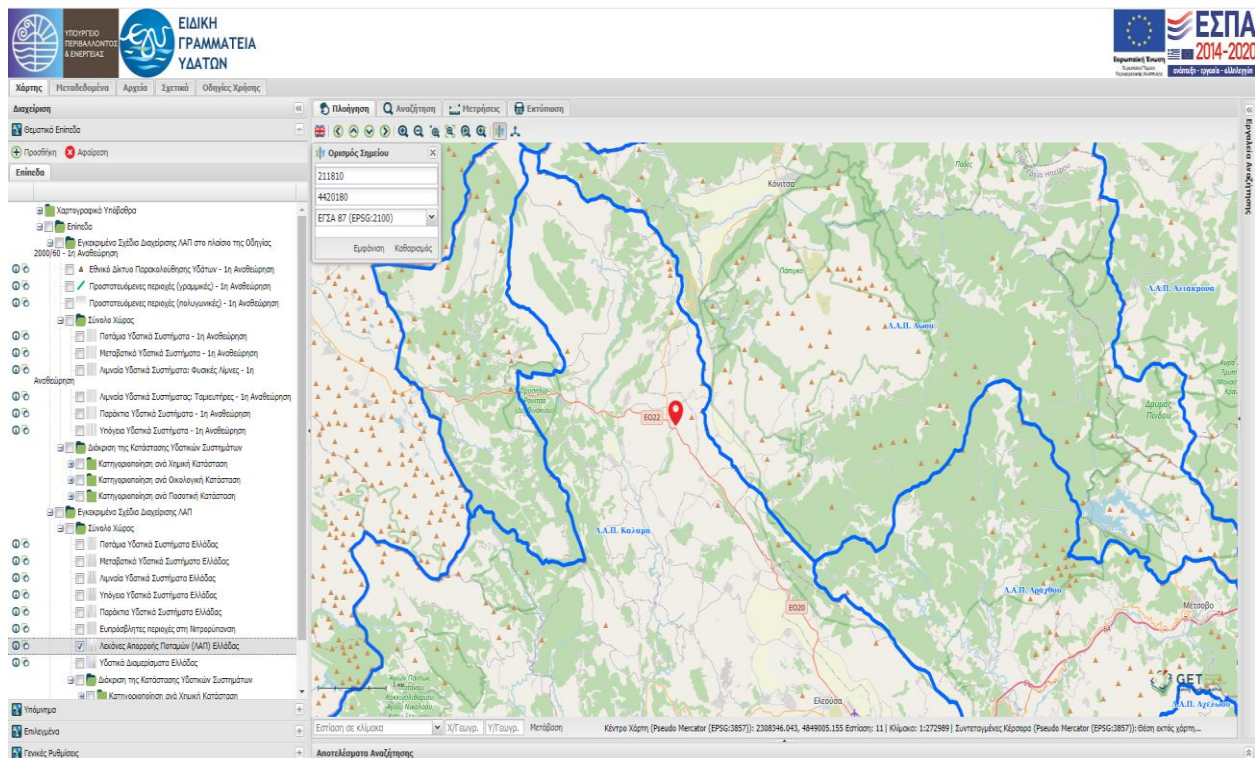 ΥΠΟΥΡΓΕΙΟ
ΠΕΡΙΒΑΛΛΟΝΤΟΣ
& ΕΝΕΡΓΕΙΑΣ
ΕΙΔΙΚΗ
ΓΡΑΜΜΑΤΕΙΑ
ΥΔΑΤΩΝ
Ευρωπαϊκή Ένωση
ΕΣΠΑ
2014-2020
ανάπτυξη - εργασία - αλληλεγγύη
Χάρτης Μεταδεδομένα Αρχεία Σχετικά Οδηγίες Χρήσης
Διαχείριση
Πλοήγηση Αναζήτηση Μετρήσεις Εκτύπωση
Θεματικά Επίπεδα
Προσθήκη Αφαίρεση
Επίπεδα
Χαρτογραφικά Υπόβαθρα
Επίπεδα
Εγκεκριμένα Σχέδια Διαχείρισης ΛΑΠ στο πλαίσιο της Οδηγίας
2000/60 - 1η Αναθεώρηση
Εθνικό Δίκτυο Παρακολούθησης Υδάτων - 1η Αναθεώρηση
Προστατευόμενες περιοχές (γραμμικές) - 1η Αναθεώρηση
Προστατευόμενες περιοχές (πολυγωνικές) - 1η Αναθεώρηση
Σύνολο Χώρας
Ποτάμια Υδατικά Συστήματα - 1η Αναθεώρηση
Μεταβατικά Υδατικά Συστήματα - 1η Αναθεώρηση
Λιμναία Υδατικά Συστήματα: Φυσικές Λίμνες - 1η
Αναθεώρηση
Λιμναία Υδατικά Συστήματα: Ταμιευτήρες - 1η Αναθεώρηση
Παράκτια Υδατικά Συστήματα - 1η Αναθεώρηση
Υπόγεια Υδατικά Συστήματα - 1η Αναθεώρηση
Διάκριση της Κατάστασης Υδατικών Συστημάτων
Κατηγοριοποίηση ανά Χημική Κατάσταση
Κατηγοριοποίηση ανά Οικολογική Κατάσταση
Κατηγοριοποίηση ανά Ποσοτική Κατάσταση
Εγκεκριμένα Σχέδια Διαχείρισης ΛΑΠ
Σύνολο Χώρας
Ποτάμια Υδατικά Συστήματα Ελλάδας
Μεταβατικά Υδατικά Συστήματα Ελλάδας
Λιμναία Υδατικά Συστήματα Ελλάδας
Υπόγεια Υδατικά Συστήματα Ελλάδας
Παράκτια Υδατικά Συστήματα Ελλάδας
Ευπρόσβλητες περιοχές στη Νιτρορύπανση
Λεκάνες Απορροής Ποταμών (ΛΑΠ) Ελλάδας
Υδατικά Διαμερίσματα Ελλάδας
Διάκριση της Κατάστασης Υδατικών Συστημάτων
Κατηγοριοποίηση ανά Χημική Κατάσταση
Υπόμνημα
Επιλεγμένα
Γενικές Ρυθμίσεις
Ορισμός Σημείου
211810
4420180
ΕΓΣΑ 87 (EPSG:2100)
Εμφάνιση Καθαρισμός
Κόνιτσα
Πάδες
Πάπυκο
Λ.Α.Π. Αλιάκμονα
Λ.Α.Π. Αώου
Δρυμός
Πίνδου
EO22
Λ.Α.Π. Καλαμά
Λ.Α.Π. Αράχθου
Μέτσοβο
EO20
Ελεούσα
GET
Λ.Α.Π. Αχελώου
Εργαλεία Αναζήτησης
Εστίαση σε κλίμακα Χ/Γεωγρ. Υ/Γεωγρ. Μετάβαση
Κέντρο Χάρτη (Pseudo Mercator (EPSG:3857)): 2308346.043, 4849005.155 Εστίαση: 11 | Κλίμακα: 1:272989 | Συντεταγμένες Κέρσορα (Pseudo Mercator (EPSG:3857)): Θέση εκτός χάρτη...
Αποτελέσματα Αναζήτησης